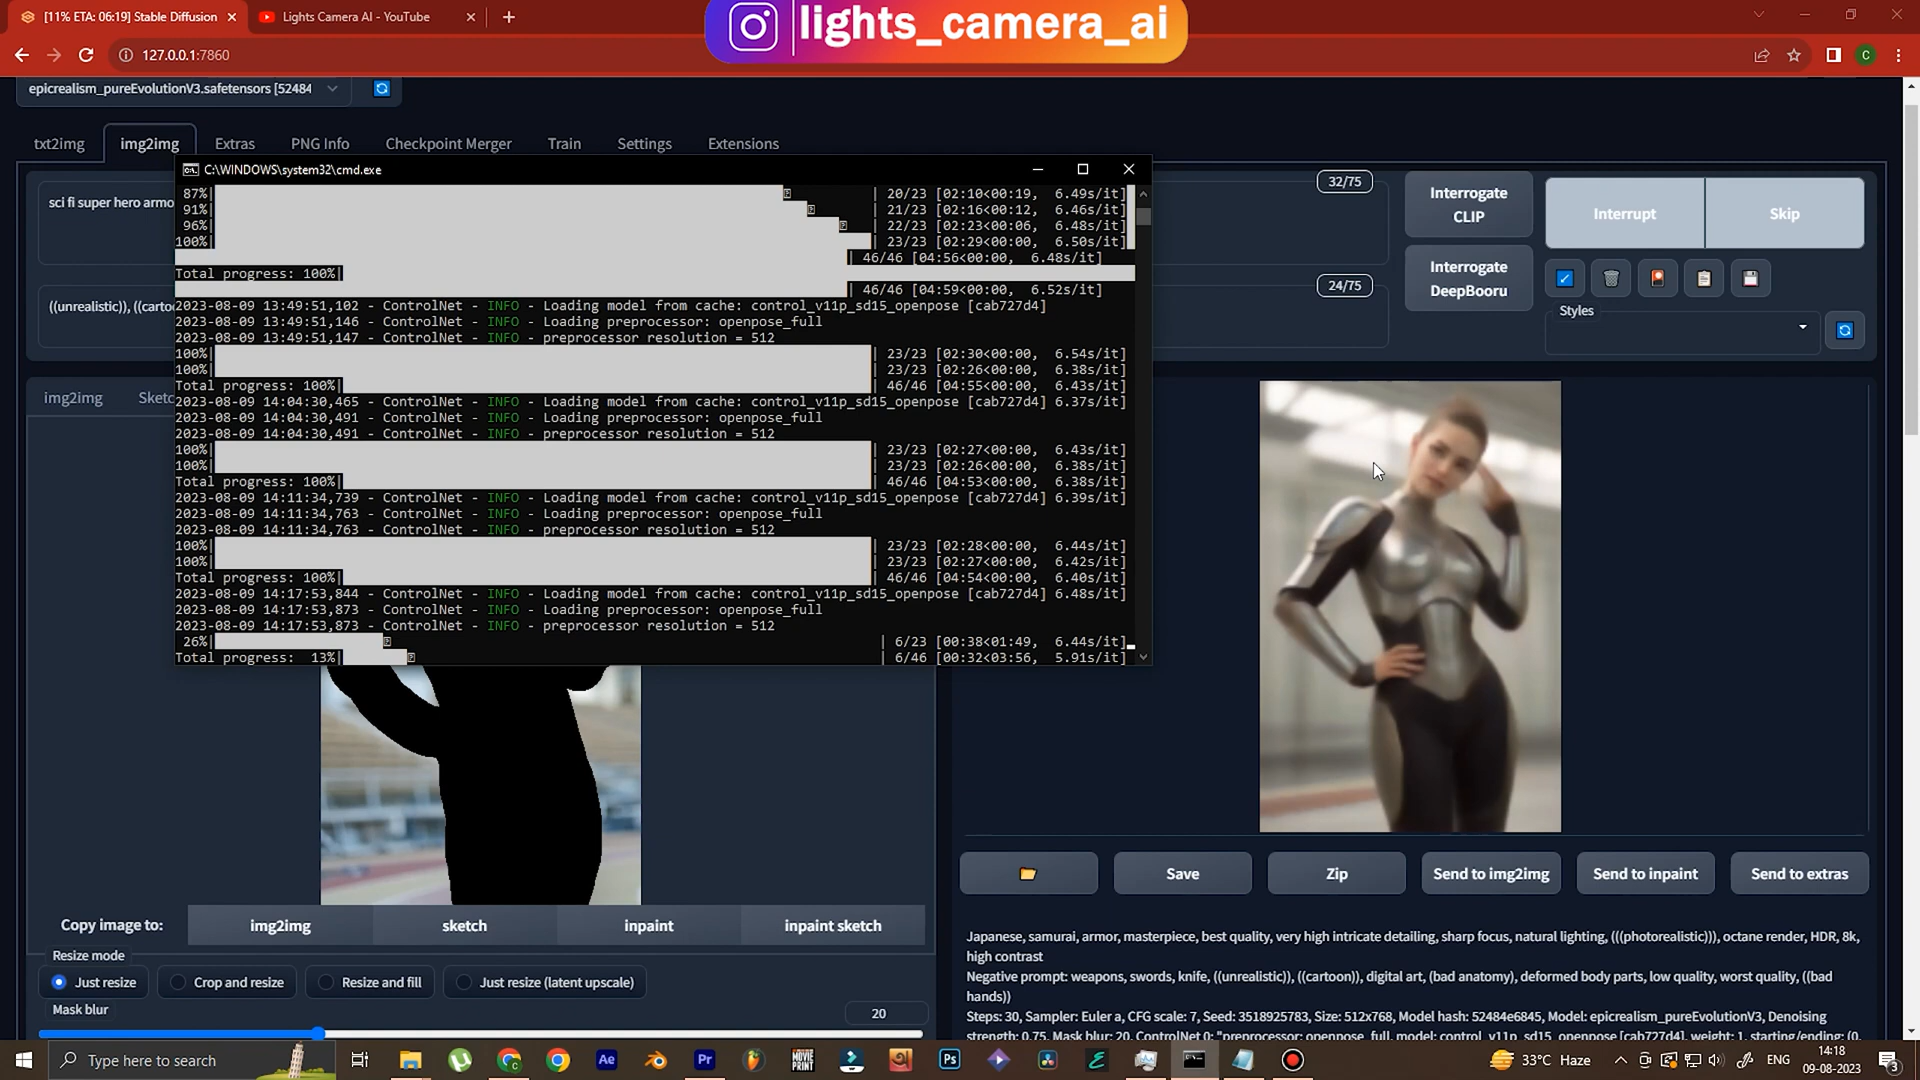 [11% ETA: 06:19] Stable Diffusion
Lights Camera AI - YouTube
lights_camera_ai
127.0.0.1:7860
C
epicrealism_pureEvolutionV3.safetensors [52484
txt2img
img2img
Extras
PNG Info
Checkpoint Merger
Train
Settings
Extensions
C:\WINDOWS\system32\cmd.exe
sci fi super hero armo
((unrealistic)), ((cartoo
32/75
24/75
Interrogate
CLIP
Interrogate
DeepBooru
Interrupt
Skip
Styles
87%| | 20/23 [02:10<00:19, 6.49s/it]
91%| | 21/23 [02:16<00:12, 6.46s/it]
96%| | 22/23 [02:23<00:06, 6.48s/it]
100%| | 23/23 [02:29<00:00, 6.50s/it]
| 46/46 [04:56<00:00, 6.48s/it]
Total progress: 100%|
| 46/46 [04:59<00:00, 6.52s/it]
2023-08-09 13:49:51,102 - ControlNet - INFO - Loading model from cache: control_v11p_sd15_openpose [cab727d4]
2023-08-09 13:49:51,146 - ControlNet - INFO - Loading preprocessor: openpose_full
2023-08-09 13:49:51,147 - ControlNet - INFO - preprocessor resolution = 512
100%| | 23/23 [02:30<00:00, 6.54s/it]
100%| | 23/23 [02:26<00:00, 6.38s/it]
Total progress: 100%| | 46/46 [04:55<00:00, 6.43s/it]
2023-08-09 14:04:30,465 - ControlNet - INFO - Loading model from cache: control_v11p_sd15_openpose [cab727d4] 6.37s/it]
2023-08-09 14:04:30,491 - ControlNet - INFO - Loading preprocessor: openpose_full
2023-08-09 14:04:30,491 - ControlNet - INFO - preprocessor resolution = 512
100%| | 23/23 [02:27<00:00, 6.43s/it]
100%| | 23/23 [02:26<00:00, 6.38s/it]
Total progress: 100%| | 46/46 [04:53<00:00, 6.38s/it]
2023-08-09 14:11:34,739 - ControlNet - INFO - Loading model from cache: control_v11p_sd15_openpose [cab727d4] 6.39s/it]
2023-08-09 14:11:34,763 - ControlNet - INFO - Loading preprocessor: openpose_full
2023-08-09 14:11:34,763 - ControlNet - INFO - preprocessor resolution = 512
100%| | 23/23 [02:28<00:00, 6.44s/it]
100%| | 23/23 [02:27<00:00, 6.42s/it]
Total progress: 100%| | 46/46 [04:54<00:00, 6.40s/it]
2023-08-09 14:17:53,844 - ControlNet - INFO - Loading model from cache: control_v11p_sd15_openpose [cab727d4] 6.48s/it]
2023-08-09 14:17:53,873 - ControlNet - INFO - Loading preprocessor: openpose_full
2023-08-09 14:17:53,873 - ControlNet - INFO - preprocessor resolution = 512
26%| | 6/23 [00:38<01:49, 6.44s/it]
Total progress: 13%| | 6/46 [00:32<03:56, 5.91s/it]
img2img
Sketc
Copy image to:
img2img
sketch
inpaint
inpaint sketch
Resize mode
Just resize
Crop and resize
Resize and fill
Just resize (latent upscale)
Mask blur
20
Save
Zip
Send to img2img
Send to inpaint
Send to extras
Japanese, samurai, armor, masterpiece, best quality, very high intricate detailing, sharp focus, natural lighting, (((photorealistic))), octane render, HDR, 8k,
high contrast
Negative prompt: weapons, swords, knife, ((unrealistic)), ((cartoon)), digital art, (bad anatomy), deformed body parts, low quality, worst quality, ((bad
hands))
Steps: 30, Sampler: Euler a, CFG scale: 7, Seed: 3518925783, Size: 512x768, Model hash: 52484e6845, Model: epicrealism_pureEvolutionV3, Denoising
strength: 0.75, Mask blur: 20, ControlNet 0: "preprocessor: openpose_full, model: control_v11p_sd15_openpose [cab727d4], weight: 1, starting/ending: (0,
Type here to search
Ae
Pr
MOVIE
PRINT
Ps
33°C Haze
ENG
14:18
09-08-2023
3